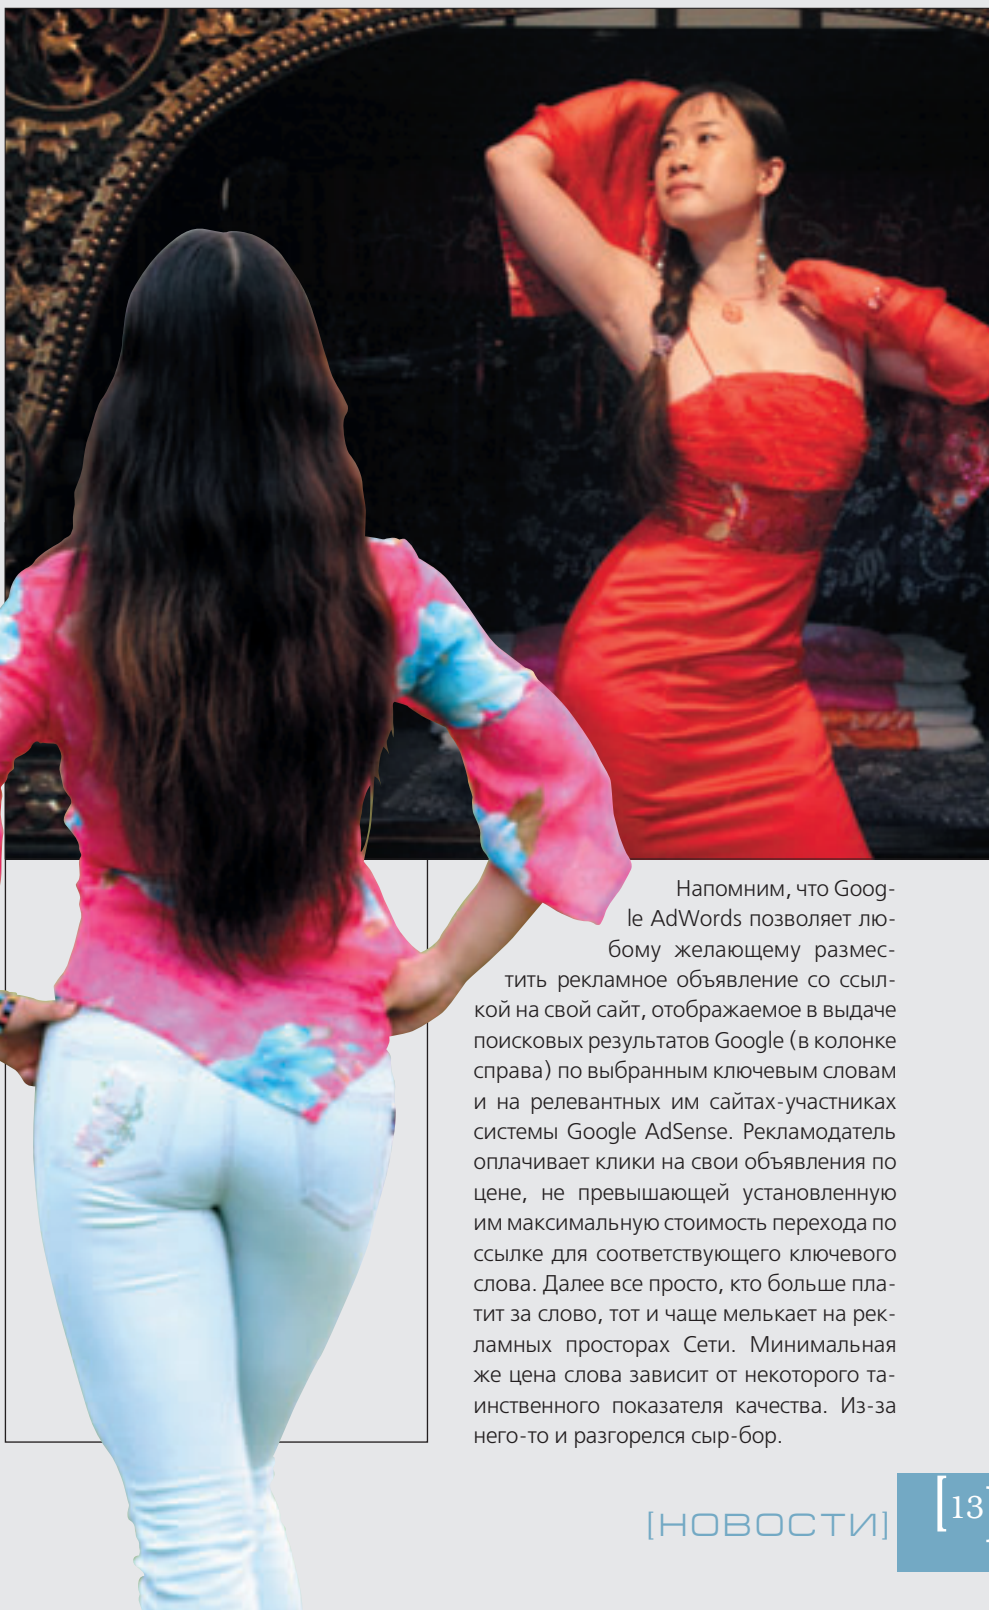 Напомним, что Goog-
le AdWords позволяет лю-
бому желающему размес-
тить рекламное объявление со ссыл-
кой на свой сайт, отображаемое в выдаче
поисковых результатов Google (в колонке
справа) по выбранным ключевым словам
и на релевантных им сайтах-участниках
системы Google AdSense. Рекламодатель
оплачивает клики на свои объявления по
цене, не превышающей установленную
им максимальную стоимость перехода по
ссылке для соответствующего ключевого
слова. Далее все просто, кто больше пла-
тит за слово, тот и чаще мелькает на рек-
ламных просторах Сети. Минимальная
же цена слова зависит от некоторого та-
инственного показателя качества. Из-за
него-то и разгорелся сыр-бор.
[НОВОСТИ]
[13]